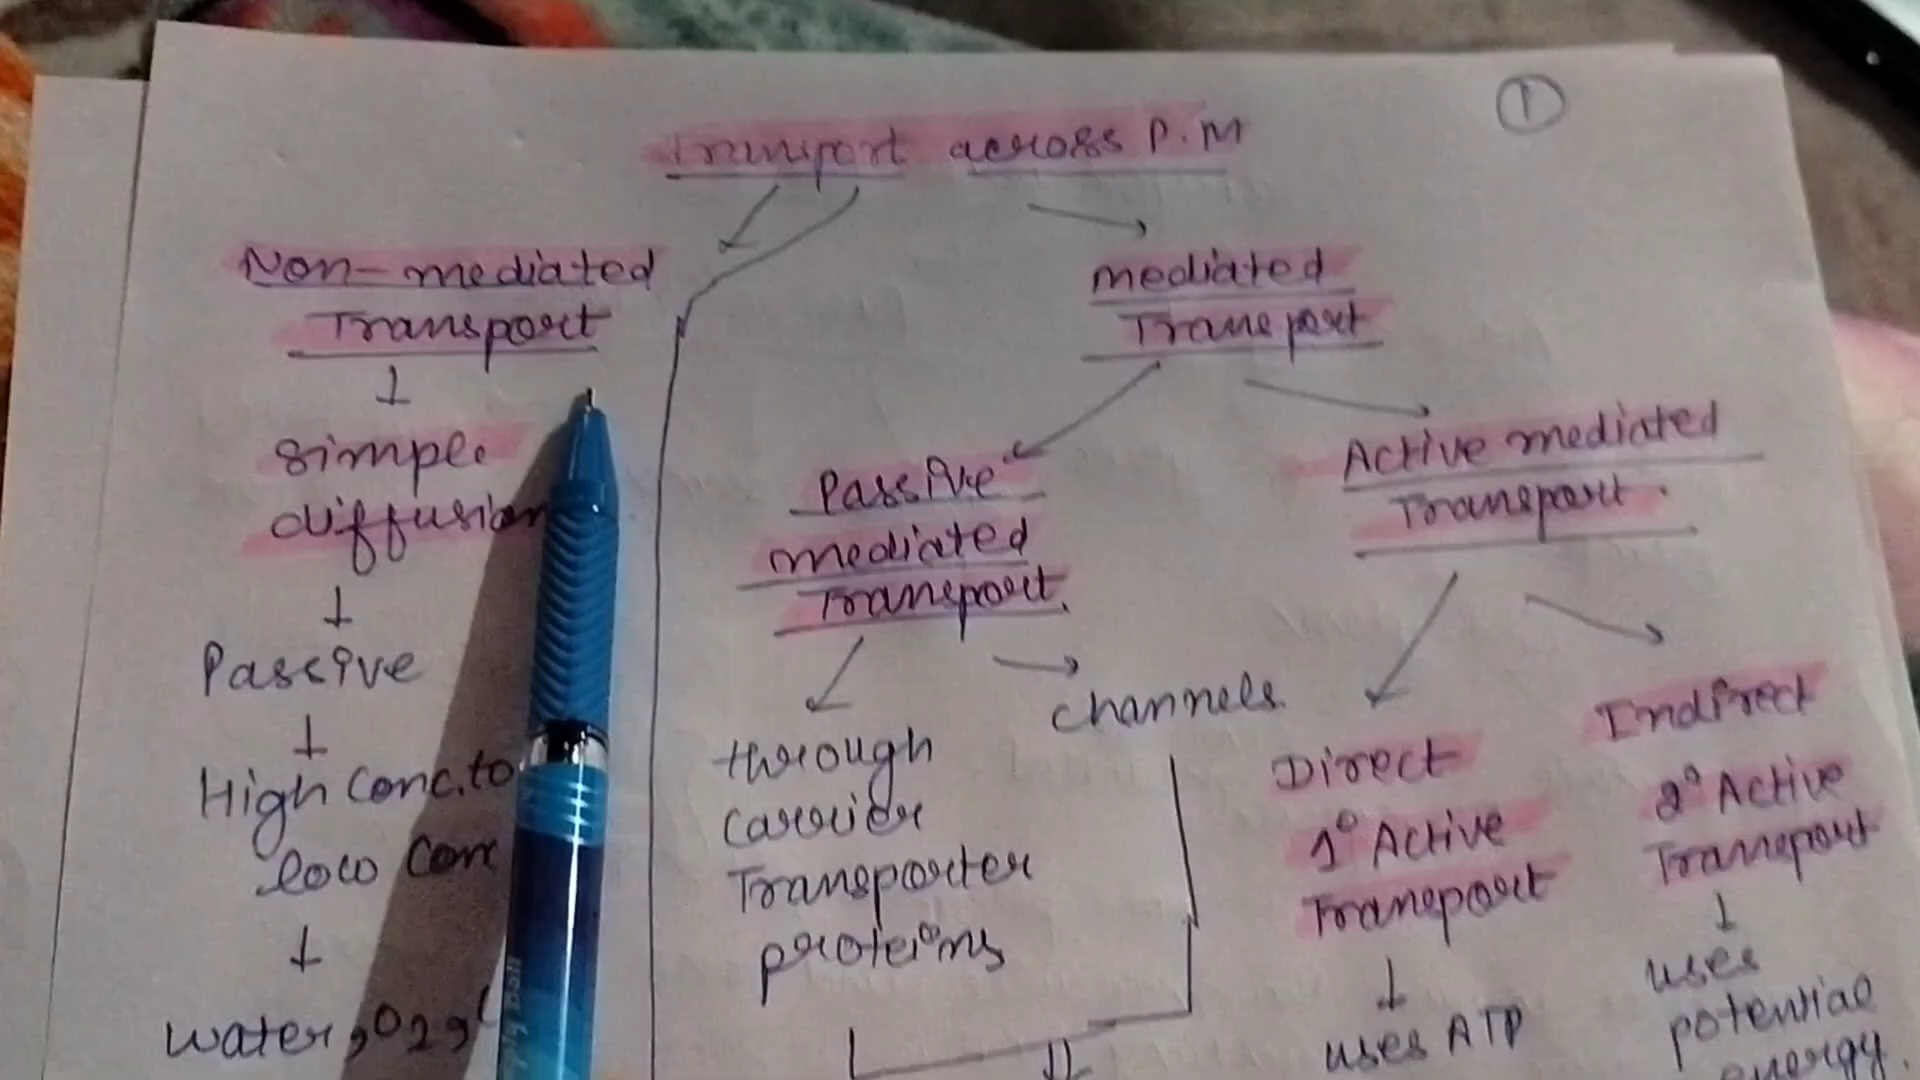 1
Transport across P.M
Non-mediated
Transport
simple
diffusion
Passive
High conc. to
low conc
water, O2,
mediated
Transport
Passive
mediated
Transport.
through
carrier
Transporter
proteins
channels.
Active mediated
Transport.
Direct
1° Active
Transport
uses ATP
Indirect
2° Active
Transport
uses
potential
energy.